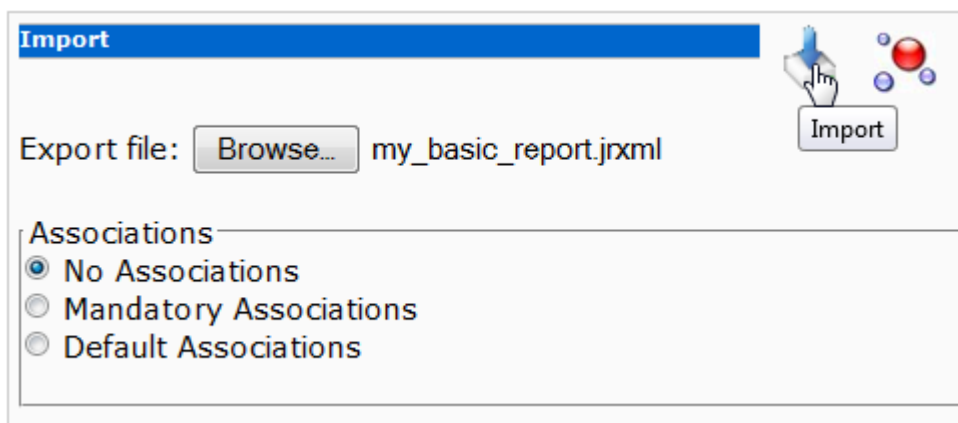 Import
Import
Export file: Browse... my_basic_report.jrxml
Associations
No Associations
Mandatory Associations
Default Associations